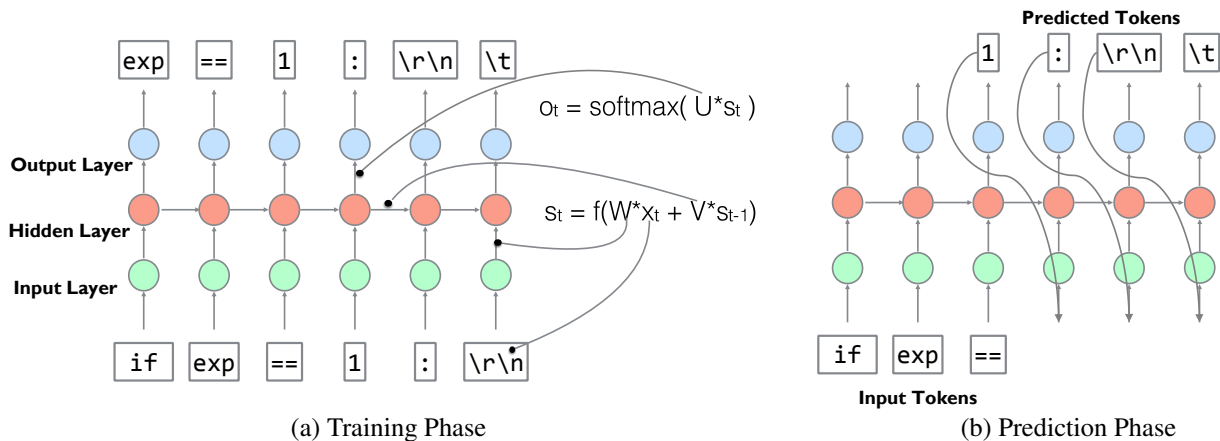 Predicted Tokens
exp == 1 : \r\n \t
1 : \r\n \t
oₜ = softmax( U*sₜ )
Output Layer
sₜ = f(W*xₜ + V*sₜ₋₁)
Hidden Layer
Input Layer
if exp == 1 : \r\n
if exp ==
Input Tokens
(a) Training Phase
(b) Prediction Phase